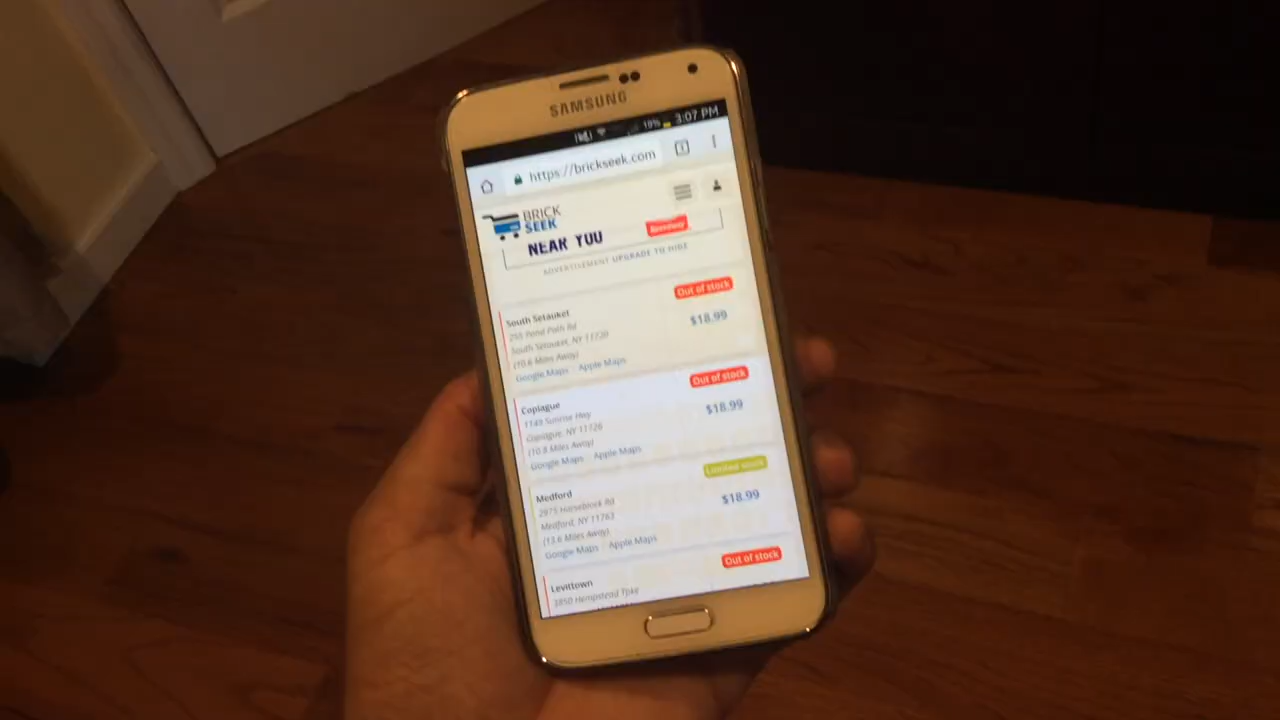 SAMSUNG
19% 3:07 PM
https://brickseek.com
BRICK
SEEK
NEAR YOU
ADVERTISEMENT UPGRADE TO HIDE
Out of stock
South Setauket
$18.99
255 Pond Path Rd
South Setauket, NY 11720
(10.6 Miles Away)
Google Maps Apple Maps
Out of stock
Copiague
$18.99
1149 Sunrise Hwy
Copiague, NY 11726
(10.8 Miles Away)
Google Maps Apple Maps
Limited stock
Medford
$18.99
2975 Horseblock Rd
Medford, NY 11763
(13.6 Miles Away)
Google Maps Apple Maps
Out of stock
Levittown
3850 Hempstead Tpke